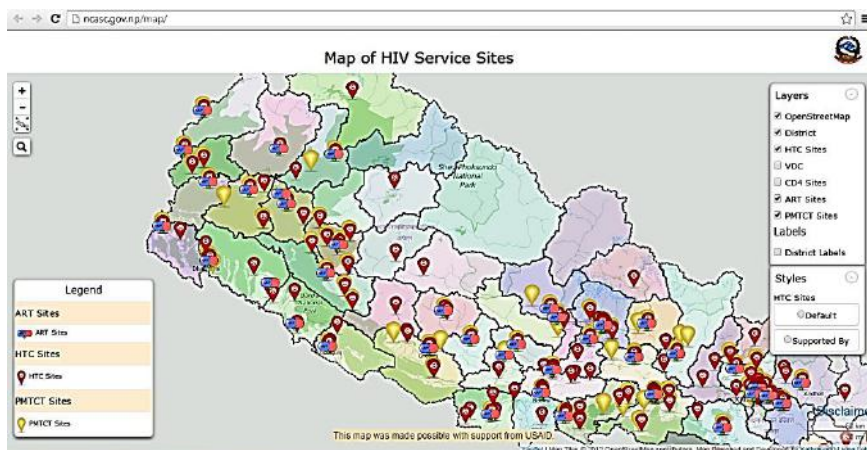 ncasc.gov.np/map/
Map of HIV Service Sites
+
-
Layers
OpenStreetMap
District
HTC Sites
VDC
CD4 Sites
ART Sites
PMTCT Sites
Labels
District Labels
Styles
HTC Sites
Default
Supported By
National
Park
Legend
ART Sites
ART Sites
HTC Sites
HTC Sites
PMTCT Sites
PMTCT Sites
Disclaime
This map was made possible with support from USAID.